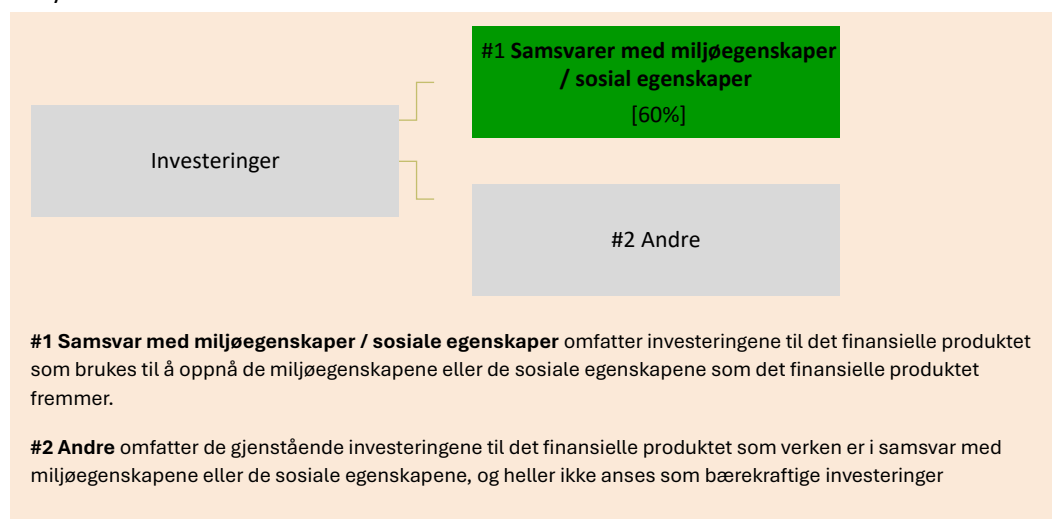 #1 Samsvarer med miljøegenskaper
/ sosial egenskaper
[60%]
Investeringer
#2 Andre
#1 Samsvar med miljøegenskaper / sosiale egenskaper omfatter investeringene til det finansielle produktet
som brukes til å oppnå de miljøegenskapene eller de sosiale egenskapene som det finansielle produktet
fremmer.
#2 Andre omfatter de gjenstående investeringene til det finansielle produktet som verken er i samsvar med
miljøegenskapene eller de sosiale egenskapene, og heller ikke anses som bærekraftige investeringer